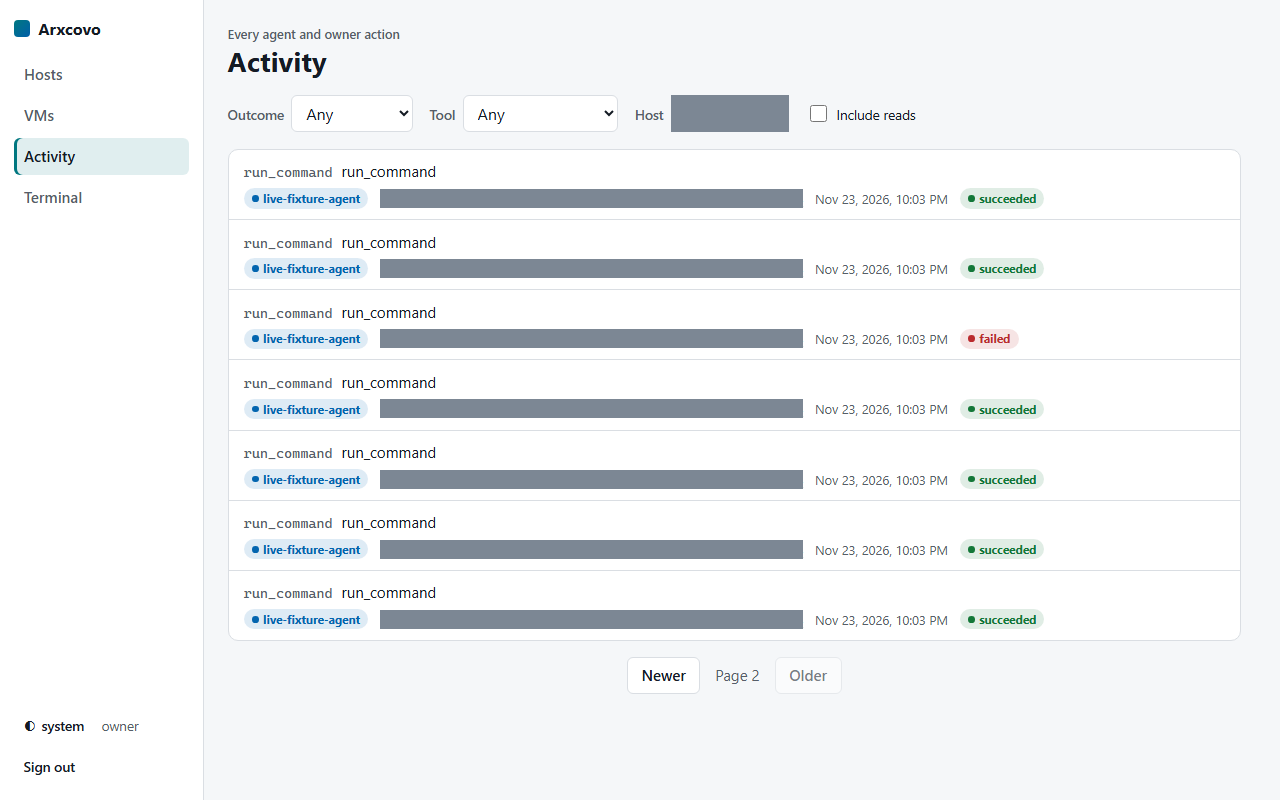 Arxcovo
Hosts
VMs
Activity
Terminal
system owner
Sign out
Every agent and owner action
Activity
Outcome Any Tool Any Host Include reads
run_command run_command
live-fixture-agent Nov 23, 2026, 10:03 PM succeeded
run_command run_command
live-fixture-agent Nov 23, 2026, 10:03 PM succeeded
run_command run_command
live-fixture-agent Nov 23, 2026, 10:03 PM failed
run_command run_command
live-fixture-agent Nov 23, 2026, 10:03 PM succeeded
run_command run_command
live-fixture-agent Nov 23, 2026, 10:03 PM succeeded
run_command run_command
live-fixture-agent Nov 23, 2026, 10:03 PM succeeded
run_command run_command
live-fixture-agent Nov 23, 2026, 10:03 PM succeeded
Newer Page 2 Older